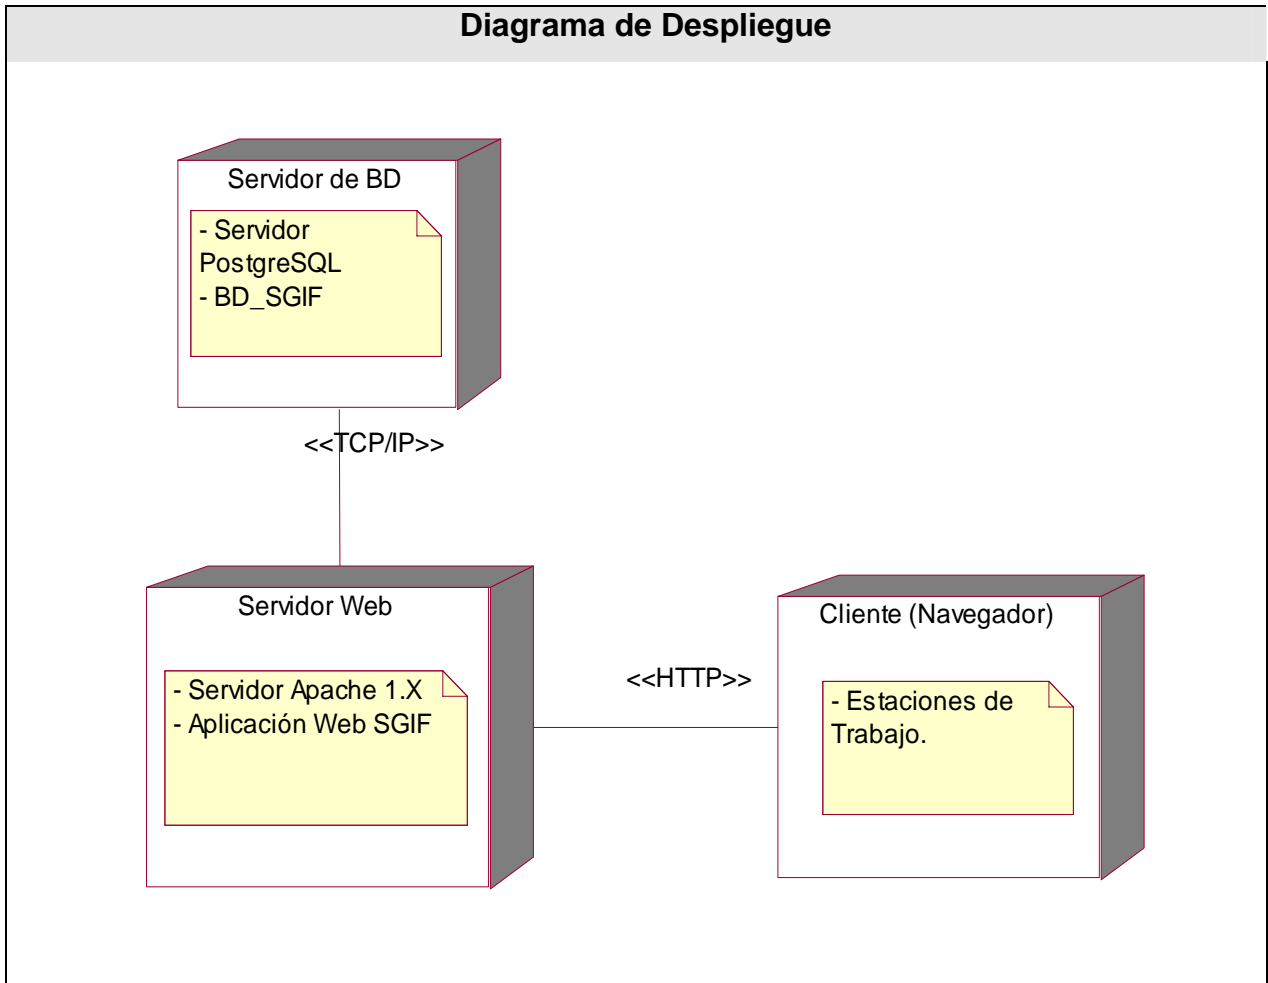 Diagrama de Despliegue
Servidor de BD
- Servidor
PostgreSQL
- BD_SGIF
<<TCP/IP>>
Servidor Web
- Servidor Apache 1.X
- Aplicación Web SGIF
<<HTTP>>
Cliente (Navegador)
- Estaciones de
Trabajo.